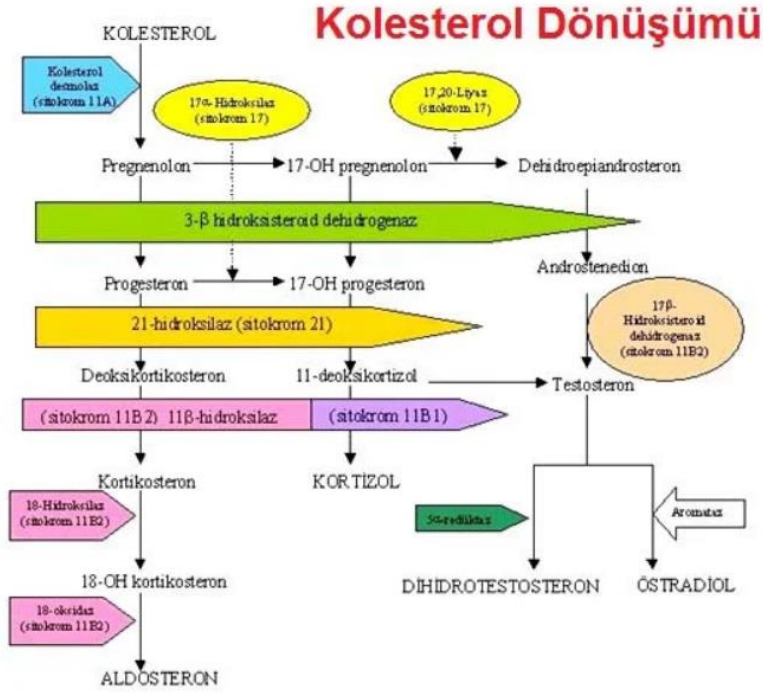 Kolesterol Dönüşümü
KOLESTEROL
Kolesterol
desmolaz
(sitokrom 11A)
17α-Hidroksilaz
(sitokrom 17)
17,20-Liyaz
(sitokrom 17)
Pregnenolon
17-OH pregnenolon
Dehidroepiandrosteron
3-β hidroksisteroid dehidrogenaz
Progesteron
17-OH progesteron
Androstenedion
21-hidroksilaz (sitokrom 21)
17β-
Hidroksisteroid
dehidrogenaz
(sitokrom 11B2)
Deoksikortikosteron
11-deoksikortizol
Testosteron
(sitokrom 11B2) 11β-hidroksilaz
(sitokrom 11B1)
Kortikosteron
KORTİZOL
18-Hidroksilaz
(sitokrom 11B2)
5α-redüktaz
Aromataz
18-OH kortikosteron
DİHİDROTESTOSTERON
ÖSTRADİOL
18-oksidaz
(sitokrom 11B2)
ALDOSTERON